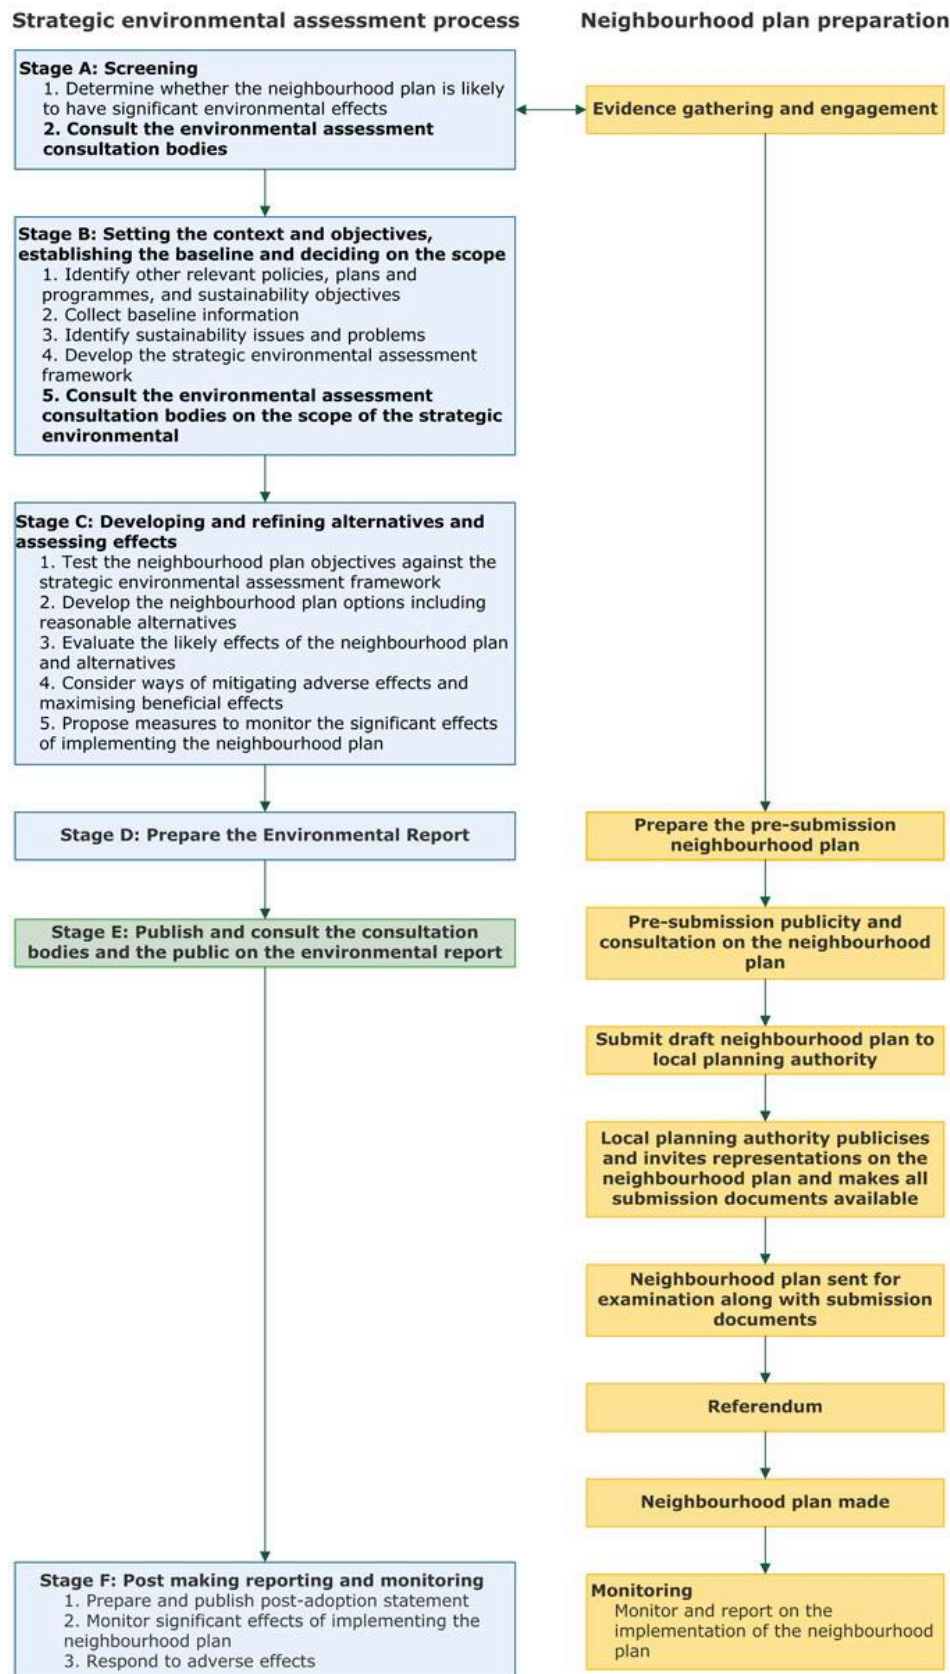 Strategic environmental assessment process
Neighbourhood plan preparation
Stage A: Screening
1. Determine whether the neighbourhood plan is likely
to have significant environmental effects
2. Consult the environmental assessment
consultation bodies
Evidence gathering and engagement
Stage B: Setting the context and objectives,
establishing the baseline and deciding on the scope
1. Identify other relevant policies, plans and
programmes, and sustainability objectives
2. Collect baseline information
3. Identify sustainability issues and problems
4. Develop the strategic environmental assessment
framework
5. Consult the environmental assessment
consultation bodies on the scope of the strategic
environmental
Stage C: Developing and refining alternatives and
assessing effects
1. Test the neighbourhood plan objectives against the
strategic environmental assessment framework
2. Develop the neighbourhood plan options including
reasonable alternatives
3. Evaluate the likely effects of the neighbourhood plan
and alternatives
4. Consider ways of mitigating adverse effects and
maximising beneficial effects
5. Propose measures to monitor the significant effects
of implementing the neighbourhood plan
Stage D: Prepare the Environmental Report
Prepare the pre-submission
neighbourhood plan
Stage E: Publish and consult the consultation
bodies and the public on the environmental report
Pre-submission publicity and
consultation on the neighbourhood
plan
Submit draft neighbourhood plan to
local planning authority
Local planning authority publicises
and invites representations on the
neighbourhood plan and makes all
submission documents available
Neighbourhood plan sent for
examination along with submission
documents
Referendum
Neighbourhood plan made
Stage F: Post making reporting and monitoring
1. Prepare and publish post-adoption statement
2. Monitor significant effects of implementing the
neighbourhood plan
3. Respond to adverse effects
Monitoring
Monitor and report on the
implementation of the neighbourhood
plan